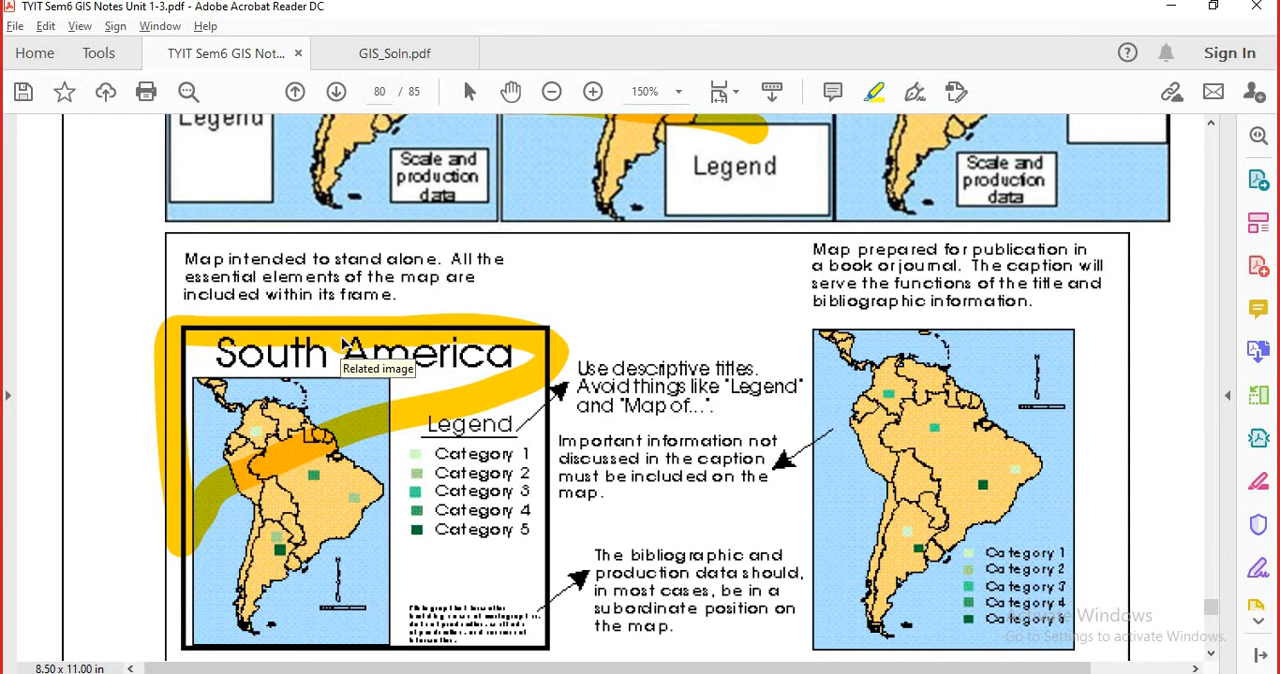 TYIT Sem6 GIS Notes Unit 1-3.pdf - Adobe Acrobat Reader DC
File Edit View Sign Window Help
Home Tools TYIT Sem6 GIS Not... × GIS_Soln.pdf Sign In
80 / 85 150%
Legend
Scale and
production
data
Legend
Scale and
production
data
Map intended to stand alone. All the
essential elements of the map are
included within its frame.
Map prepared for publication in
a book or journal. The caption will
serve the functions of the title and
bibliographic information.
South America
Related image
Legend
Category 1
Category 2
Category 3
Category 4
Category 5
Use descriptive titles.
Avoid things like "Legend"
and "Map of...".
Important information not
discussed in the caption
must be included on the
map.
The bibliographic and
production data should,
in most cases, be in a
subordinate position on
the map.
Category 1
Category 2
Category 3
Category 4
Category
Activate Windows
Go to Settings to activate Windows.
8.50 x 11.00 in